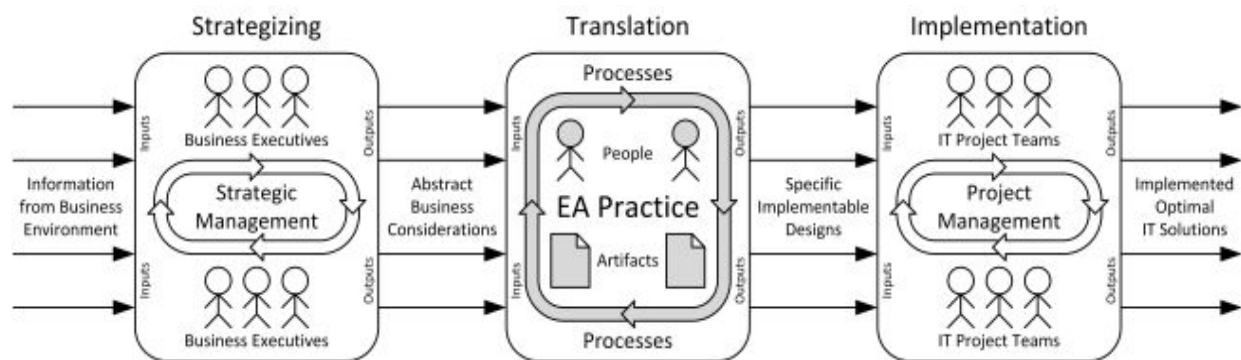 Strategizing
Translation
Implementation
Inputs
Business Executives
Outputs
Strategic
Management
Inputs
Business Executives
Outputs
Information
from Business
Environment
Abstract
Business
Considerations
Processes
Inputs
People
Outputs
EA Practice
Artifacts
Inputs
Outputs
Processes
Specific
Implementable
Designs
Inputs
IT Project Teams
Outputs
Project
Management
Inputs
IT Project Teams
Outputs
Implemented
Optimal
IT Solutions